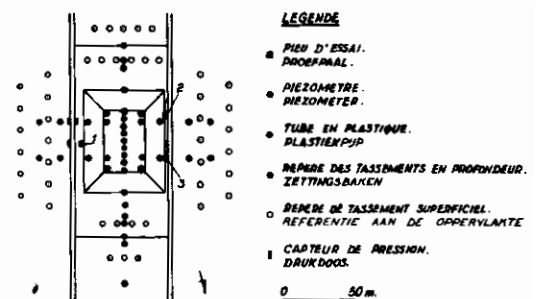 LEGENDE
PIEU D'ESSAI.
PROEFPAAL.
PIEZOMETRE.
PIEZOMETER.
TUBE EN PLASTIQUE.
PLASTIEKPIJP
REPERE DES TASSEMENTS EN PROFONDEUR.
ZETTINGSBAKEN
REPERE DE TASSEMENT SUPERFICIEL.
REFERENTIE AAN DE OPPERVLAKTE
CAPTEUR DE PRESSION.
DRUKDOOS.
0 50 m.
2
1
3